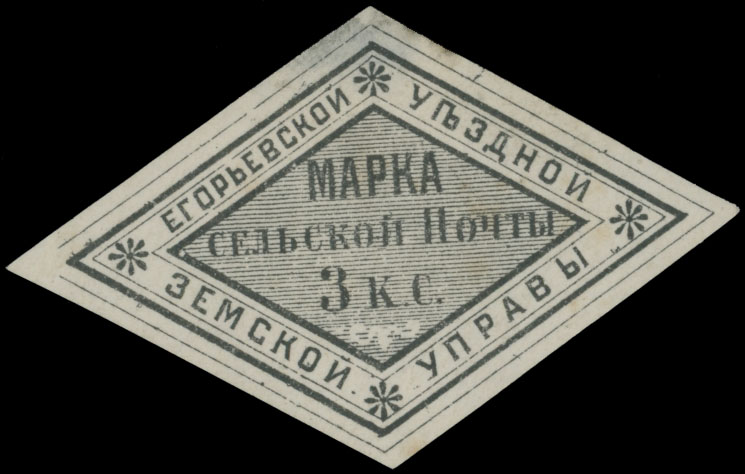 ЕГОРЬЕВСКОЙ
УѢЗДНОЙ
ЗЕМСКОЙ.
УПРАВЫ
МАРКА
СЕЛЬСКОЙ ПОЧТЫ
3 К. С.